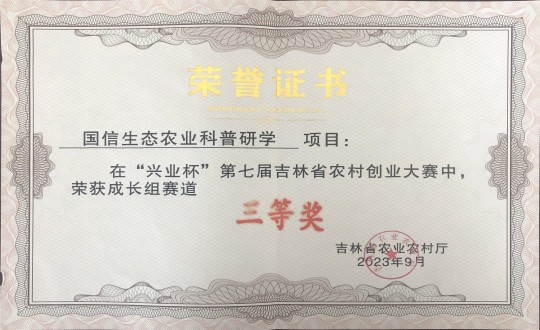 荣誉证书
国信生态农业科普研学 项目：
在“兴业杯”第七届吉林省农村创业大赛中，
荣获成长组赛道
三等奖
吉林省农业农村厅
2023年9月